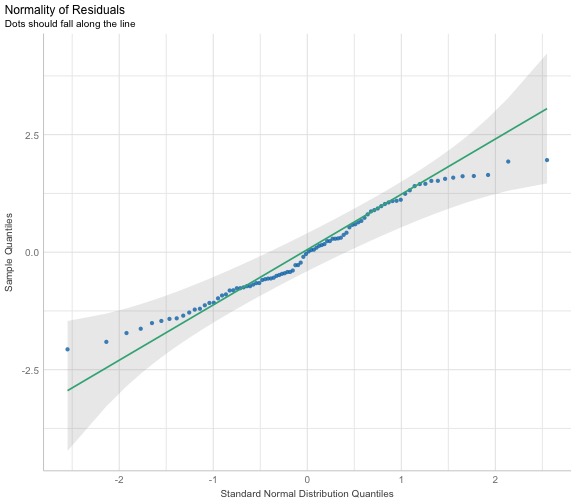 Normality of Residuals
Dots should fall along the line
2.5
0.0
-2.5
Sample Quantiles
-2
-1
0
1
2
Standard Normal Distribution Quantiles